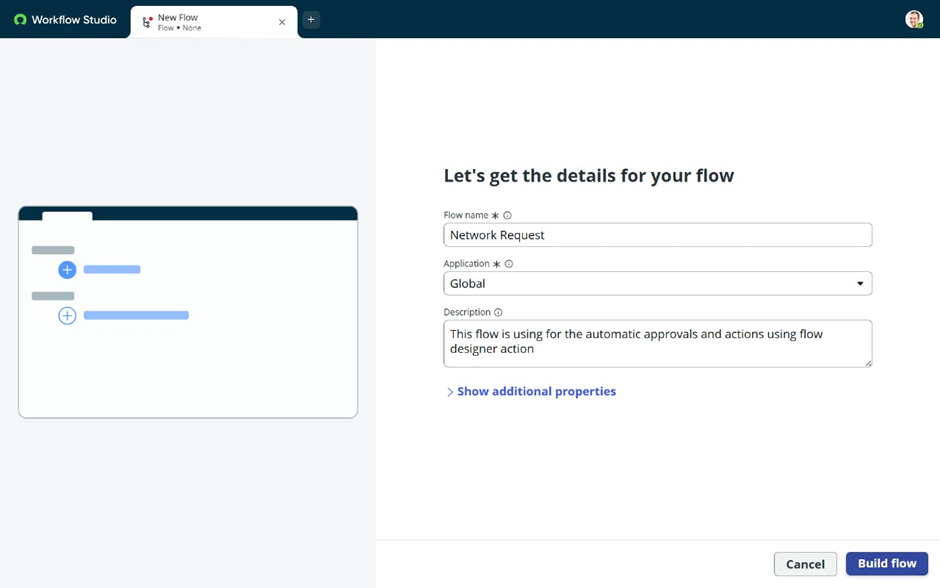 Workflow Studio
New Flow
Flow • None
Let's get the details for your flow
Flow name *
Network Request
Application *
Global
Description
This flow is using for the automatic approvals and actions using flow
designer action
Show additional properties
Cancel
Build flow